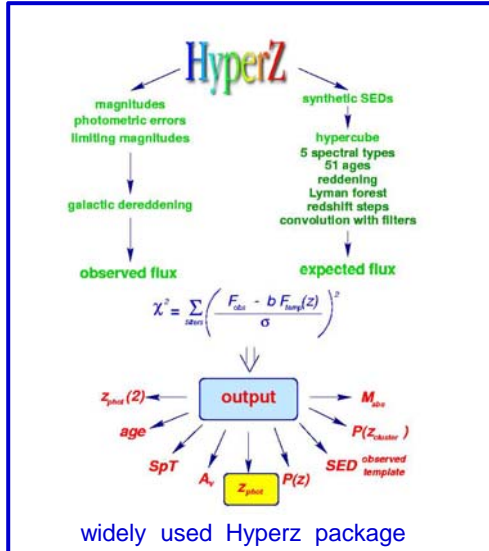 HyperZ
magnitudes
photometric errors
limiting magnitudes
galactic dereddening
observed flux
synthetic SEDs
hypercube
5 spectral types
51 ages
reddening
Lyman forest
redshift steps
convolution with filters
expected flux
χ² = Σ_filters ( (F_obs - b F_temp(z)) / σ )²
output
z_phot (2)
age
SpT
A_V
z_phot
P(z)
SED observed template
P(z_cluster)
M_abs
widely used Hyperz package